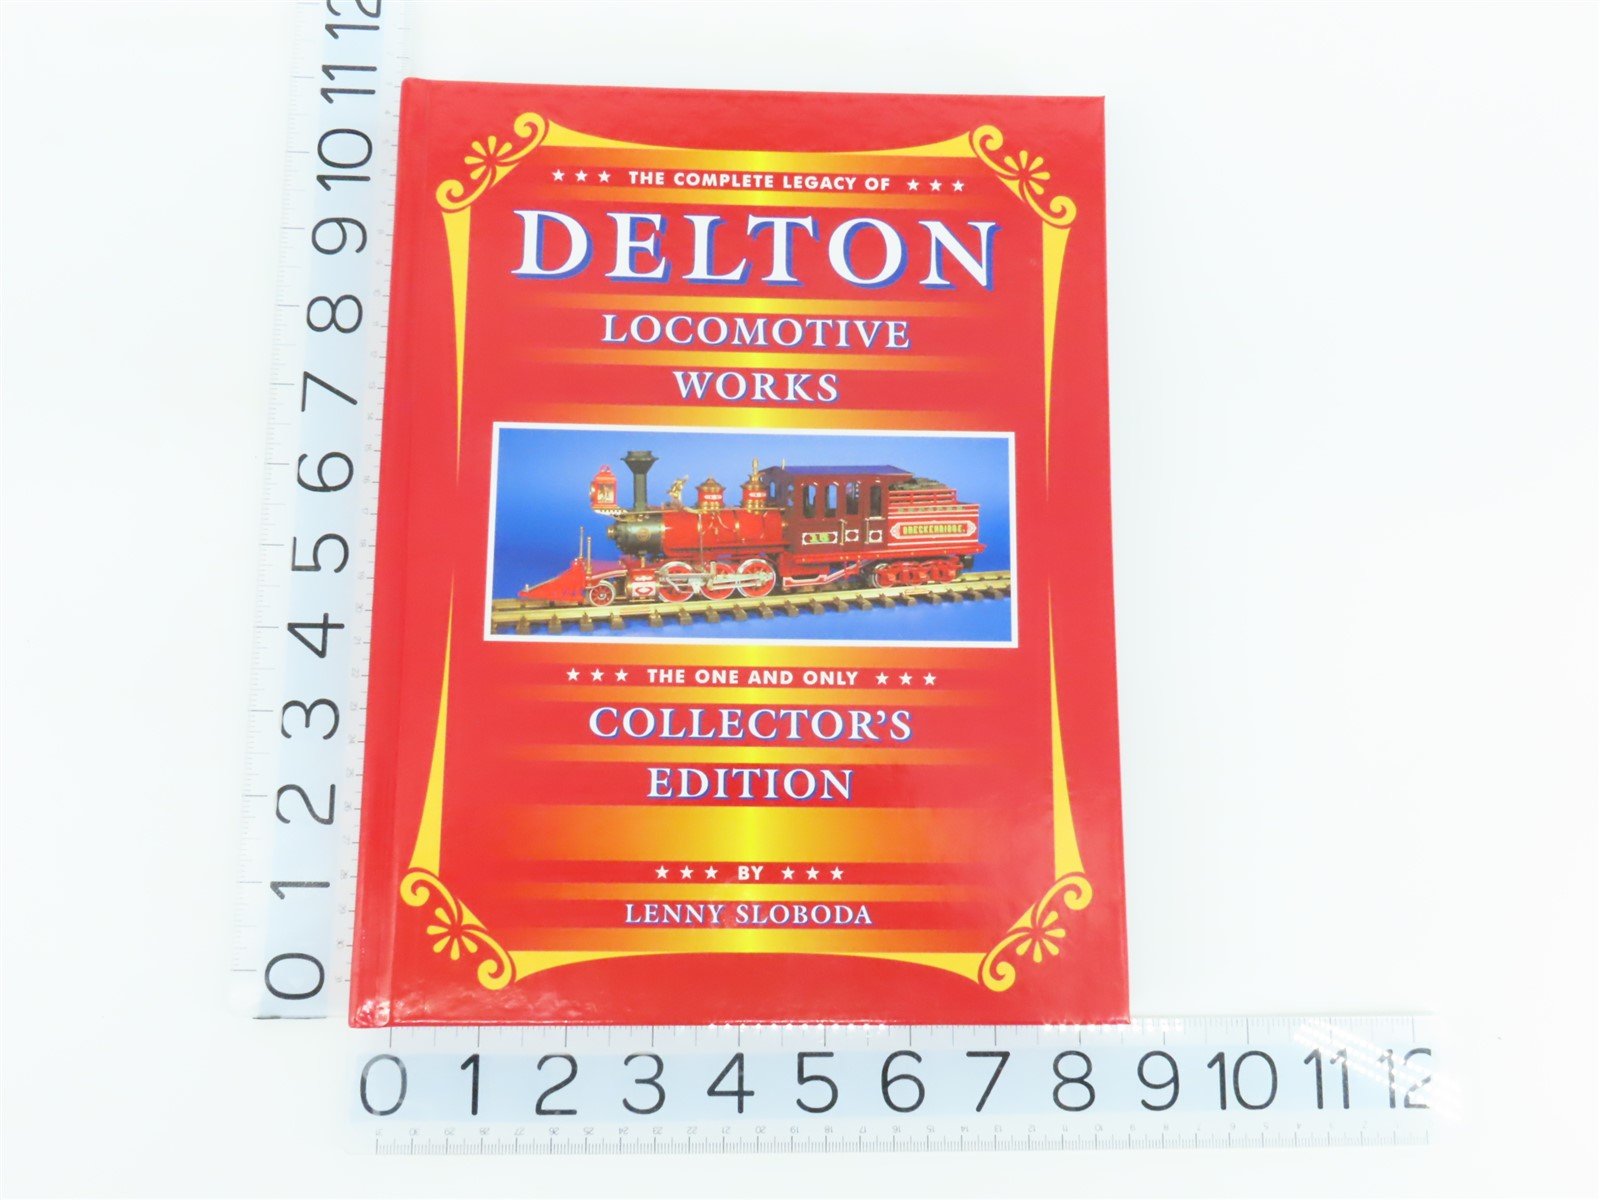 ★ ★ ★ THE COMPLETE LEGACY OF ★ ★ ★
DELTON
LOCOMOTIVE
WORKS
BRECKENRIDGE.
★ ★ ★ THE ONE AND ONLY ★ ★ ★
COLLECTOR'S
EDITION
★ ★ ★ BY ★ ★ ★
LENNY SLOBODA
12
11
10
9
8
7
6
5
4
3
2
1
0
0 1 2 3 4 5 6 7 8 9 10 11 12